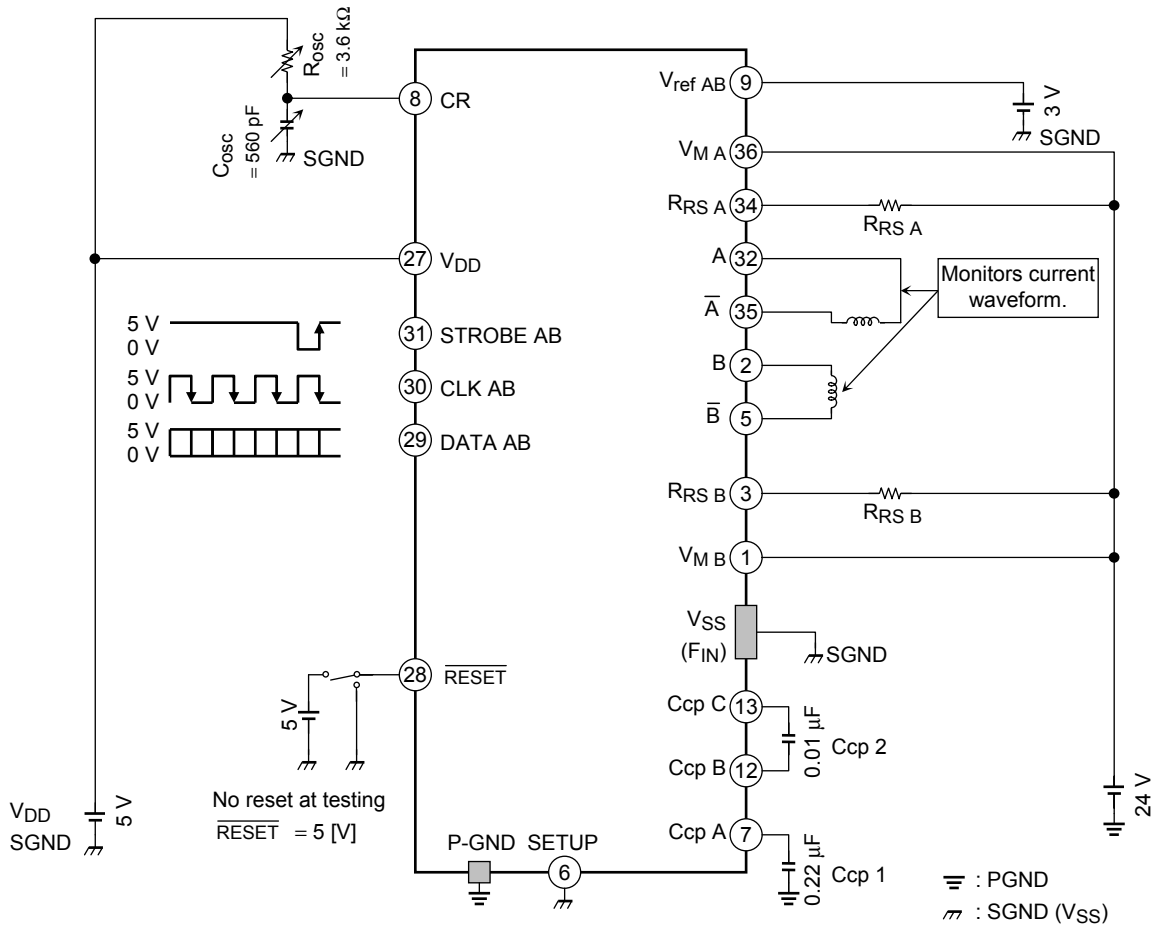 Rosc
= 3.6 kΩ
Cosc
= 560 pF
SGND
8
CR
27
VDD
5 V
0 V
31
STROBE AB
5 V
0 V
30
CLK AB
5 V
0 V
29
DATA AB
28
RESET
5 V
No reset at testing
RESET = 5 [V]
VDD
SGND
5 V
P-GND
SETUP
6
Vref AB
9
3 V
SGND
VM A
36
RRS A
34
RRS A
A
32
A
35
Monitors current
waveform.
B
2
B
5
RRS B
3
RRS B
VM B
1
VSS
(FIN)
SGND
Ccp C
13
0.01 μF
Ccp 2
Ccp B
12
Ccp A
7
0.22 μF
Ccp 1
24 V
: PGND
: SGND (VSS)